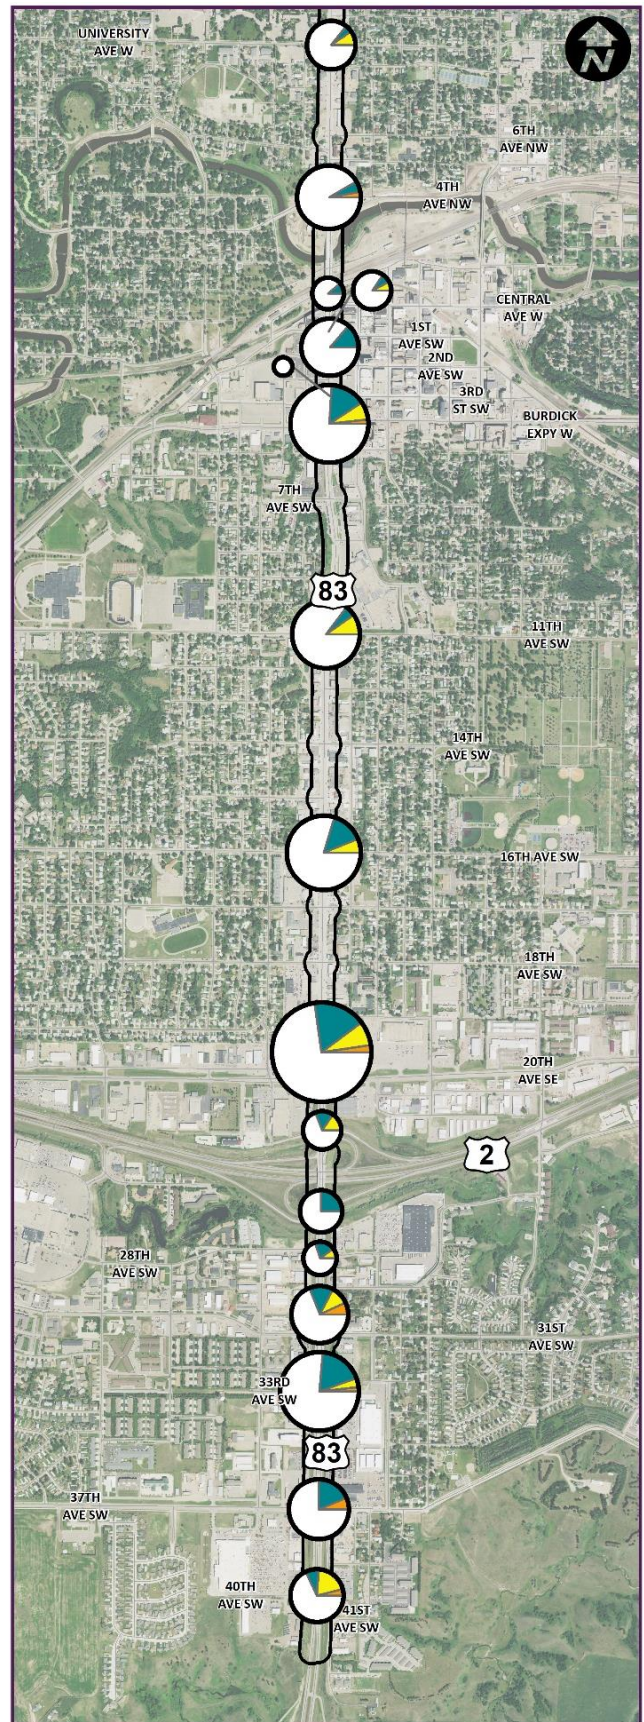 UNIVERSITY
AVE W
N
6TH
AVE NW
4TH
AVE NW
CENTRAL
AVE W
1ST
AVE SW
2ND
AVE SW
3RD
ST SW
BURDICK
EXPY W
7TH
AVE SW
83
11TH
AVE SW
14TH
AVE SW
16TH AVE SW
18TH
AVE SW
20TH
AVE SE
2
28TH
AVE SW
31ST
AVE SW
33RD
AVE SW
83
37TH
AVE SW
40TH
AVE SW
41ST
AVE SW